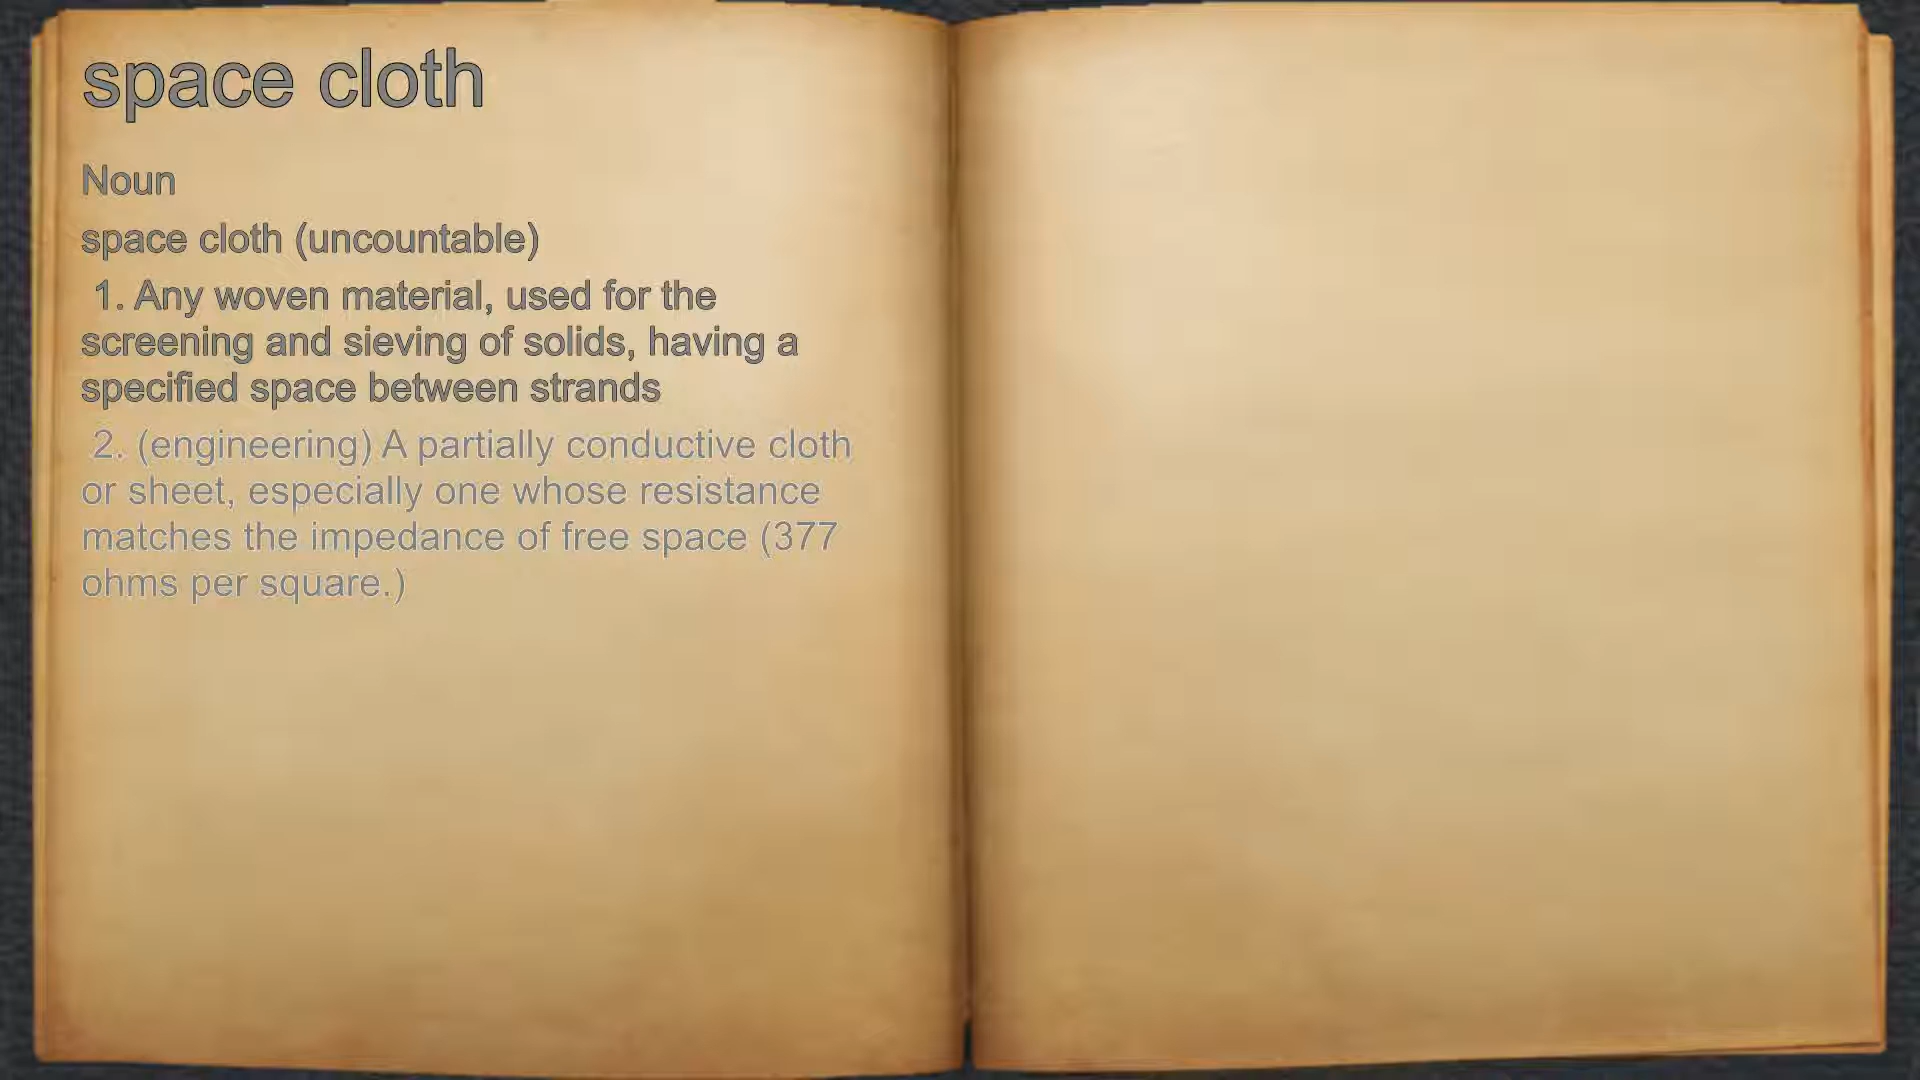 space cloth
Noun
space cloth (uncountable)
1. Any woven material, used for the
screening and sieving of solids, having a
specified space between strands
2. (engineering) A partially conductive cloth
or sheet, especially one whose resistance
matches the impedance of free space (377
ohms per square.)